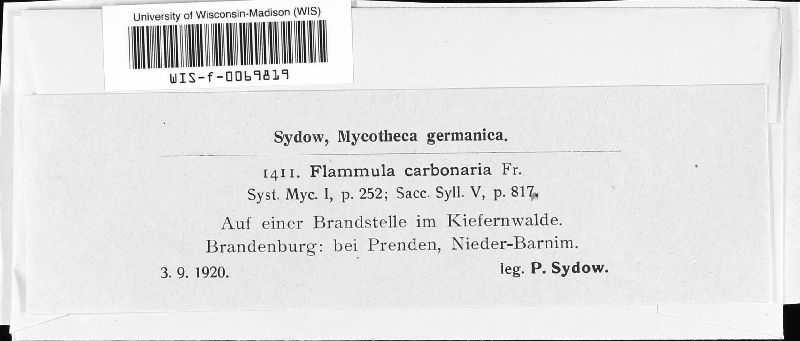 University of Wisconsin-Madison (WIS)
WIS-f-0069819
Sydow, Mycotheca germanica.
1411. Flammula carbonaria Fr.
Syst. Myc. I, p. 252; Sacc. Syll. V, p. 817.
Auf einer Brandstelle im Kiefernwalde.
Brandenburg: bei Prenden, Nieder-Barnim.
3. 9. 1920. leg. P. Sydow.